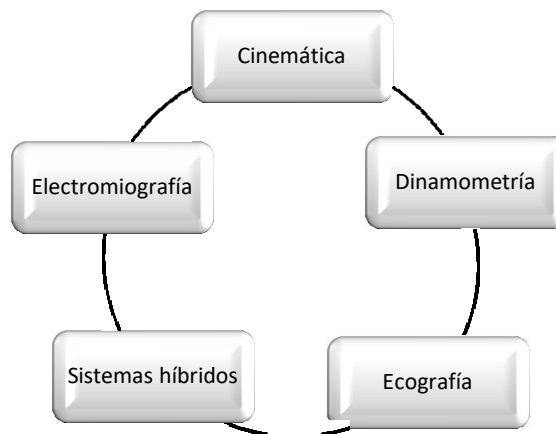 Cinemática
Electromiografía
Dinamometría
Sistemas híbridos
Ecografía